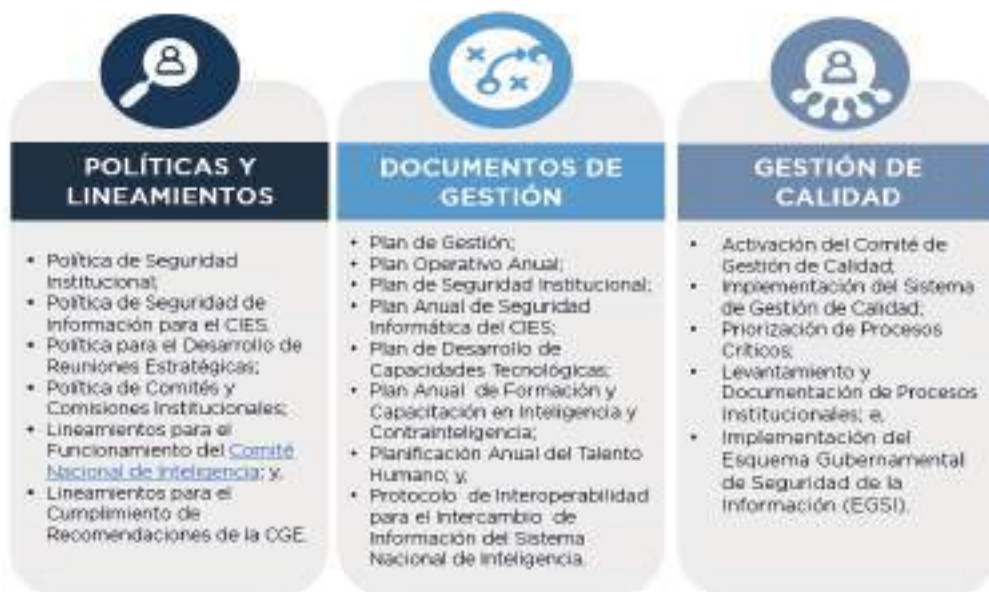 POLÍTICAS Y
LINEAMIENTOS
• Política de Seguridad
Institucional;
• Política de Seguridad de
Información para el CIES.
• Política para el Desarrollo de
Reuniones Estratégicas;
• Política de Comités y
Comisiones Institucionales;
• Lineamientos para el
Funcionamiento del Comité
Nacional de Inteligencia; y,
• Lineamientos para el
Cumplimiento de
Recomendaciones de la CGE.
DOCUMENTOS DE
GESTIÓN
• Plan de Gestión;
• Plan Operativo Anual;
• Plan de Seguridad Institucional;
• Plan Anual de Seguridad
Informática del CIES;
• Plan de Desarrollo de
Capacidades Tecnológicas;
• Plan Anual de Formación y
Capacitación en Inteligencia y
Contrainteligencia;
• Planificación Anual del Talento
Humano; y,
• Protocolo de Interoperabilidad
para el Intercambio de
Información del Sistema
Nacional de Inteligencia.
GESTIÓN DE
CALIDAD
• Activación del Comité de
Gestión de Calidad;
• Implementación del Sistema
de Gestión de Calidad;
• Priorización de Procesos
Críticos;
• Levantamiento y
Documentación de Procesos
Institucionales; e,
• Implementación del
Esquema Gubernamental
de Seguridad de la
Información (EGSI).